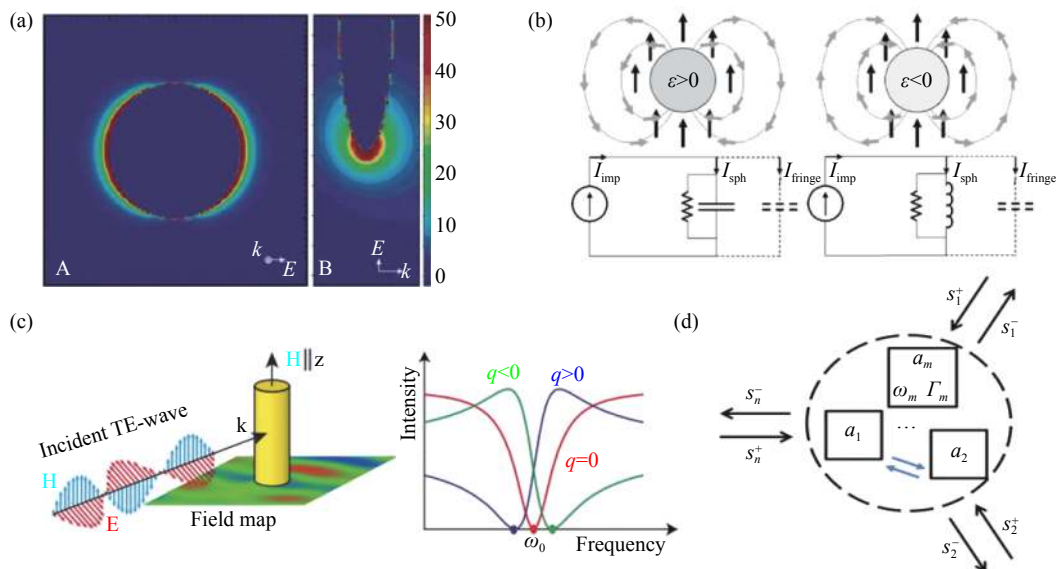 (a)
A
k
E
B
E
k
50
40
30
20
10
0
(b)
ε>0
ε<0
I_imp
I_sph
I_fringe
I_imp
I_sph
I_fringe
(c)
H||z
Incident TE-wave
k
H
E
Field map
Intensity
q<0
q>0
q=0
ω₀
Frequency
(d)
s₁⁺
s₁⁻
a_m
ω_m Γ_m
s_n⁻
s_n⁺
a₁
...
a₂
s₂⁻
s₂⁺